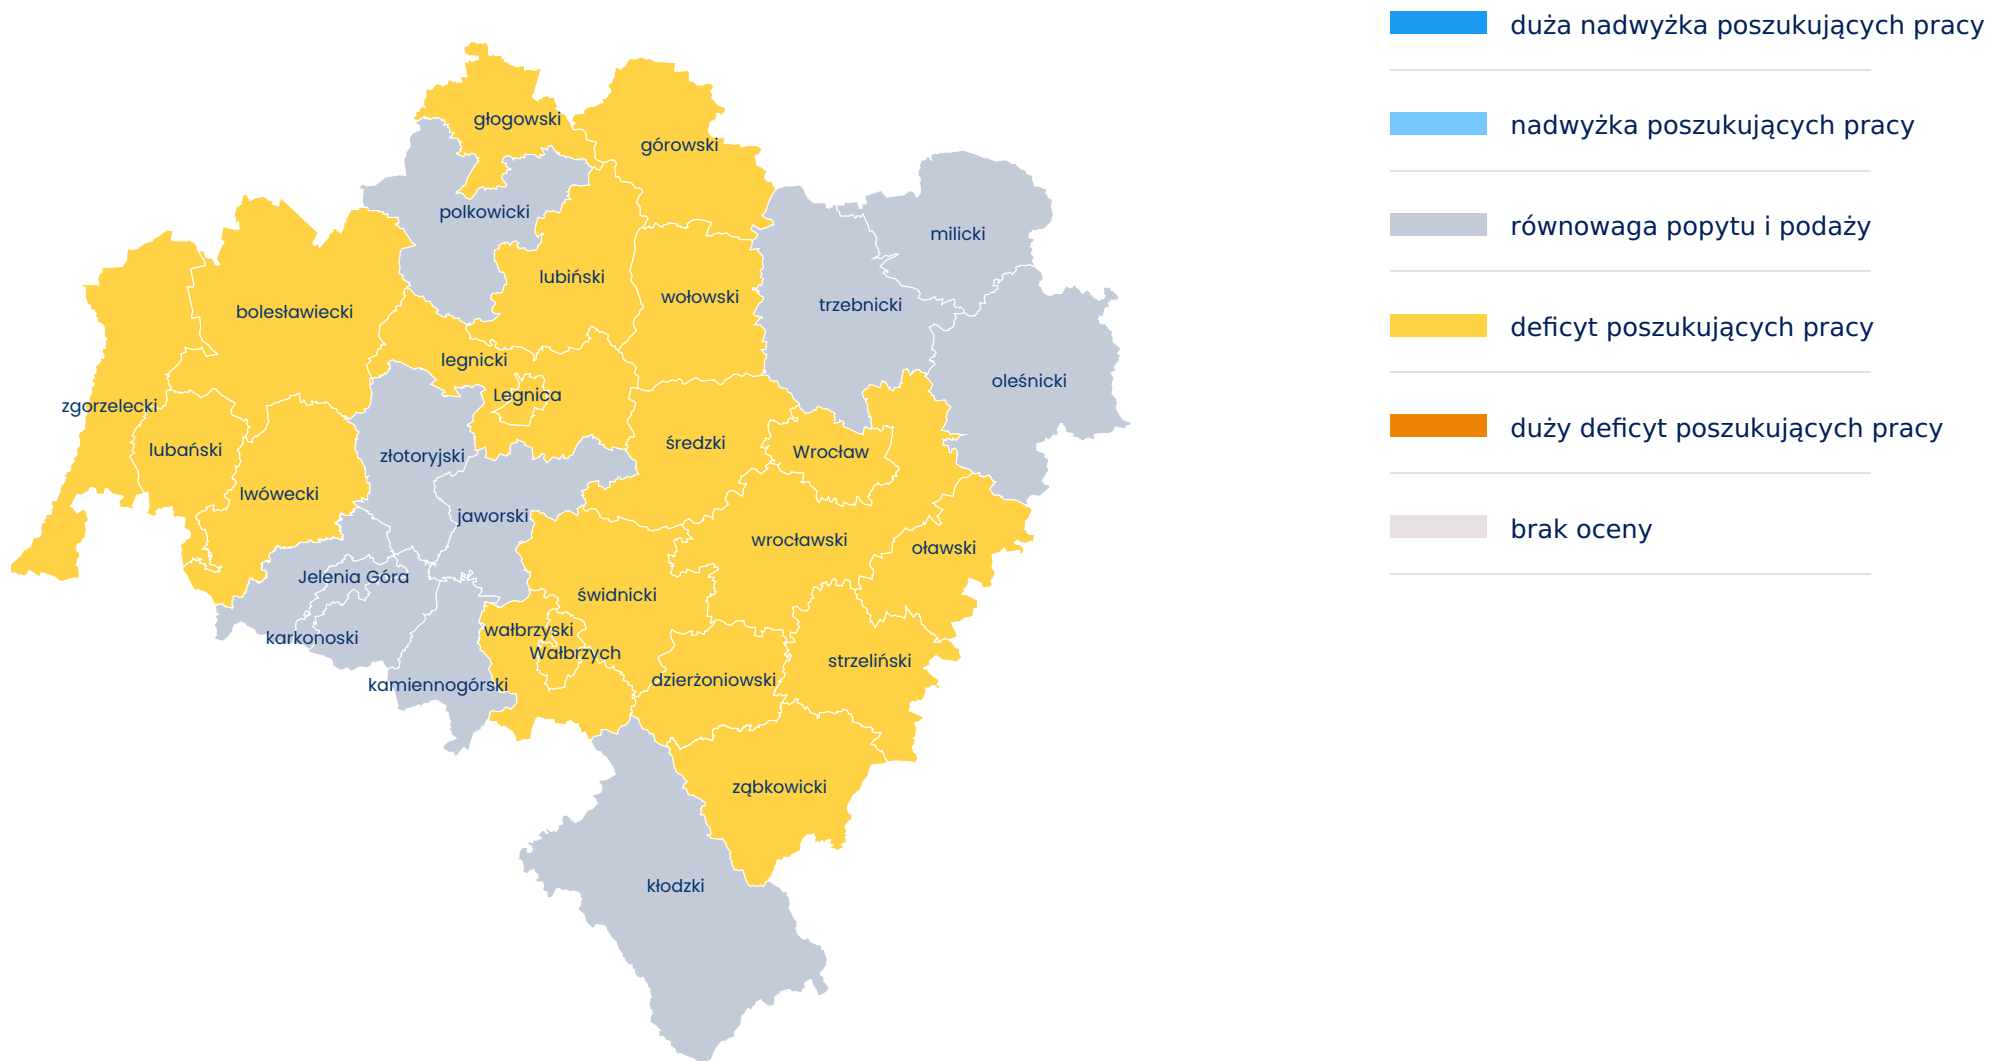 duża nadwyżka poszukujących pracy
nadwyżka poszukujących pracy
równowaga popytu i podaży
deficyt poszukujących pracy
duży deficyt poszukujących pracy
brak oceny
głogowski
górowski
polkowicki
milicki
lubiński
wołowski
trzebnicki
bolesławiecki
legnicki
oleśnicki
Legnica
zgorzelecki
średzki
lubański
Wrocław
złotoryjski
lwówecki
jaworski
wrocławski
oławski
Jelenia Góra
świdnicki
wałbrzyski
karkonoski
Wałbrzych
strzeliński
dzierżoniowski
kamiennogórski
ząbkowicki
kłodzki